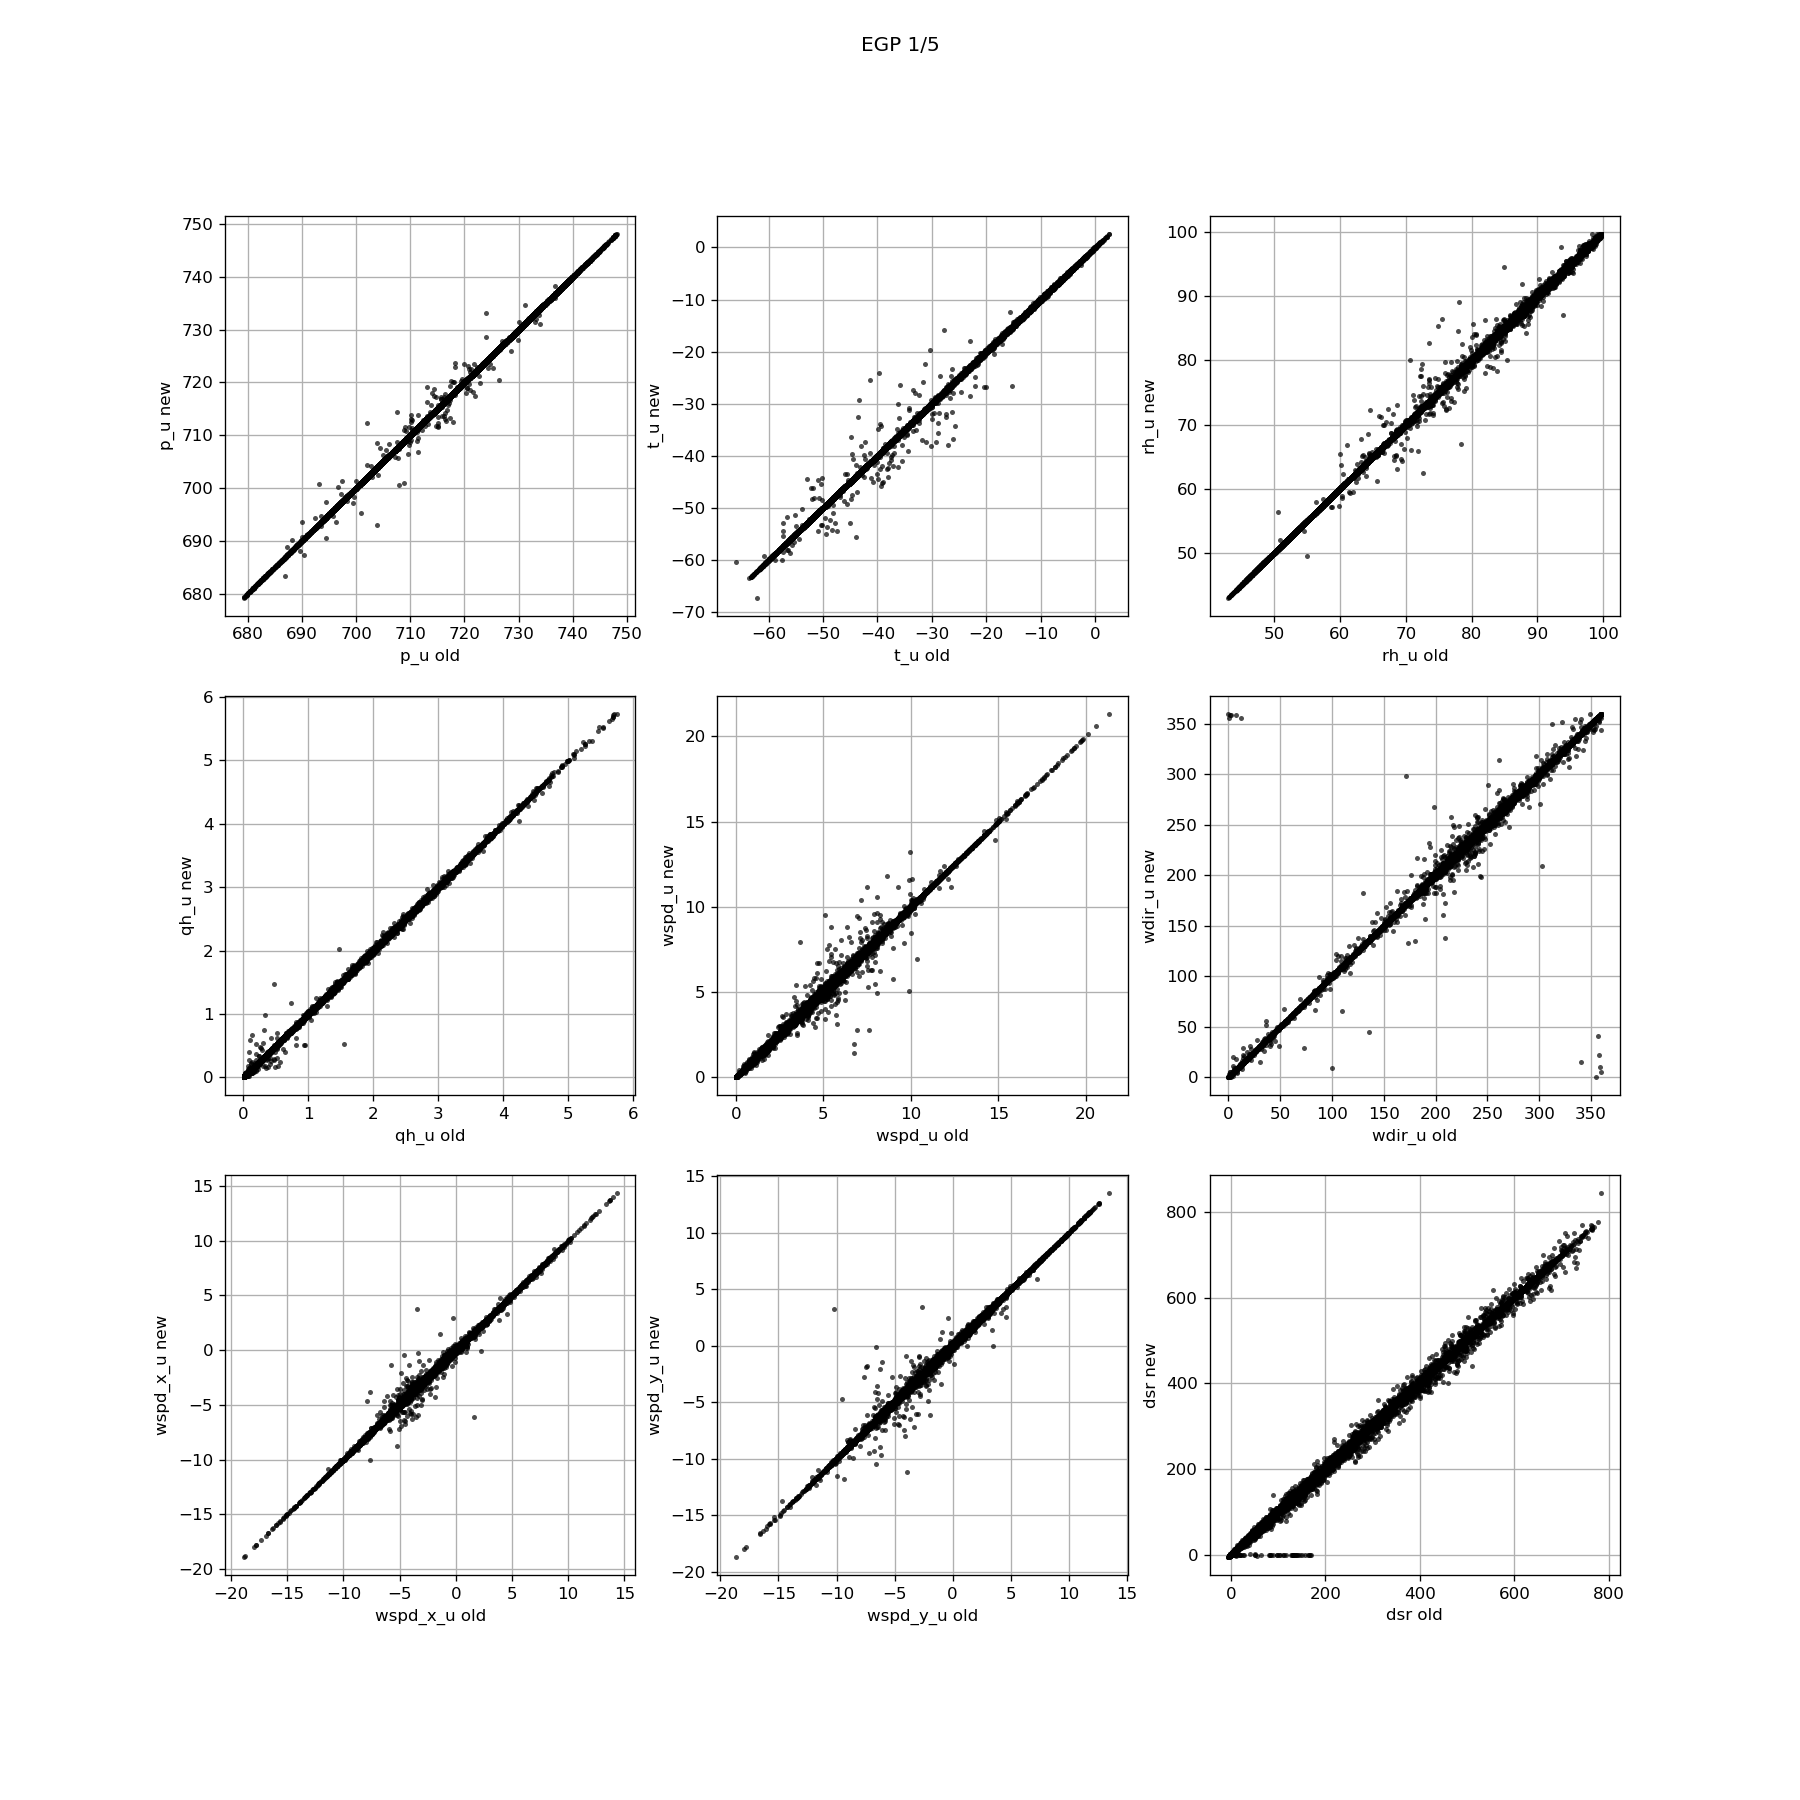 EGP 1/5
750
740
730
720
710
700
690
680
p_u new
680 690 700 710 720 730 740 750
p_u old
0
−10
−20
−30
−40
−50
−60
−70
t_u new
−60 −50 −40 −30 −20 −10 0
t_u old
100
90
80
70
60
50
rh_u new
50 60 70 80 90 100
rh_u old
6
5
4
3
2
1
0
qh_u new
0 1 2 3 4 5 6
qh_u old
20
15
10
5
0
wspd_u new
0 5 10 15 20
wspd_u old
350
300
250
200
150
100
50
0
wdir_u new
0 50 100 150 200 250 300 350
wdir_u old
15
10
5
0
−5
−10
−15
−20
wspd_x_u new
−20 −15 −10 −5 0 5 10 15
wspd_x_u old
15
10
5
0
−5
−10
−15
−20
wspd_y_u new
−20 −15 −10 −5 0 5 10 15
wspd_y_u old
800
600
400
200
0
dsr new
0 200 400 600 800
dsr old